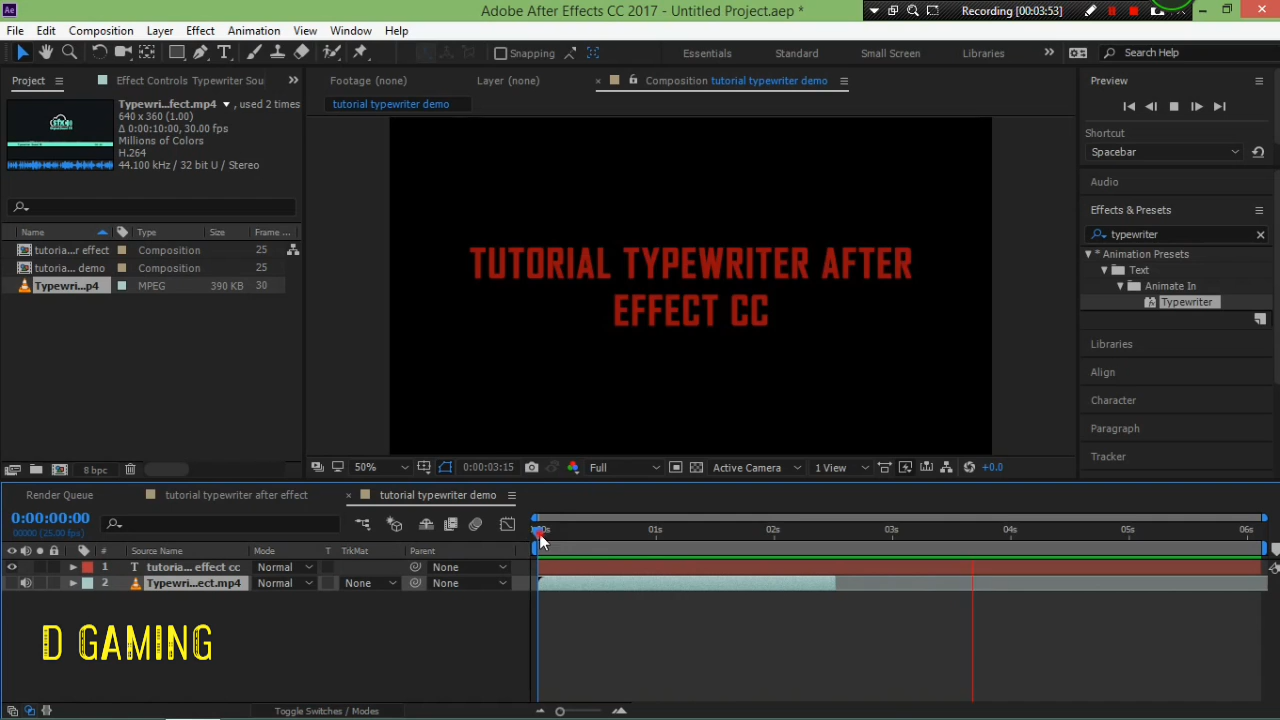 Adobe After Effects CC 2017 - Untitled Project.aep *
Recording [00:03:53]
File Edit Composition Layer Effect Animation View Window Help
Snapping
Essentials Standard Small Screen Libraries
Search Help
Project
Effect Controls Typewriter Sou
Footage (none)
Layer (none)
Composition tutorial typewriter demo
Preview
Typewri...fect.mp4 , used 2 times
640 x 360 (1.00)
Δ 0:00:10:00, 30.00 fps
Millions of Colors
H.264
44.100 kHz / 32 bit U / Stereo
tutorial typewriter demo
Shortcut
Spacebar
Audio
Effects & Presets
typewriter
* Animation Presets
Text
Animate In
Typewriter
Libraries
Align
Character
Paragraph
Tracker
Name Type Size Frame
tutoria...r effect Composition 25
tutoria... demo Composition 25
Typewri...p4 MPEG 390 KB 30
TUTORIAL TYPEWRITER AFTER
EFFECT CC
8 bpc
50% 0:00:03:15 Full Active Camera 1 View +0.0
Render Queue tutorial typewriter after effect tutorial typewriter demo
0:00:00:00
00000 (25.00 fps)
01s 02s 03s 04s 05s 06s
# Source Name Mode T TrkMat Parent
1 T tutoria... effect cc Normal None
2 Typewri...ect.mp4 Normal None None
D GAMING
Toggle Switches / Modes